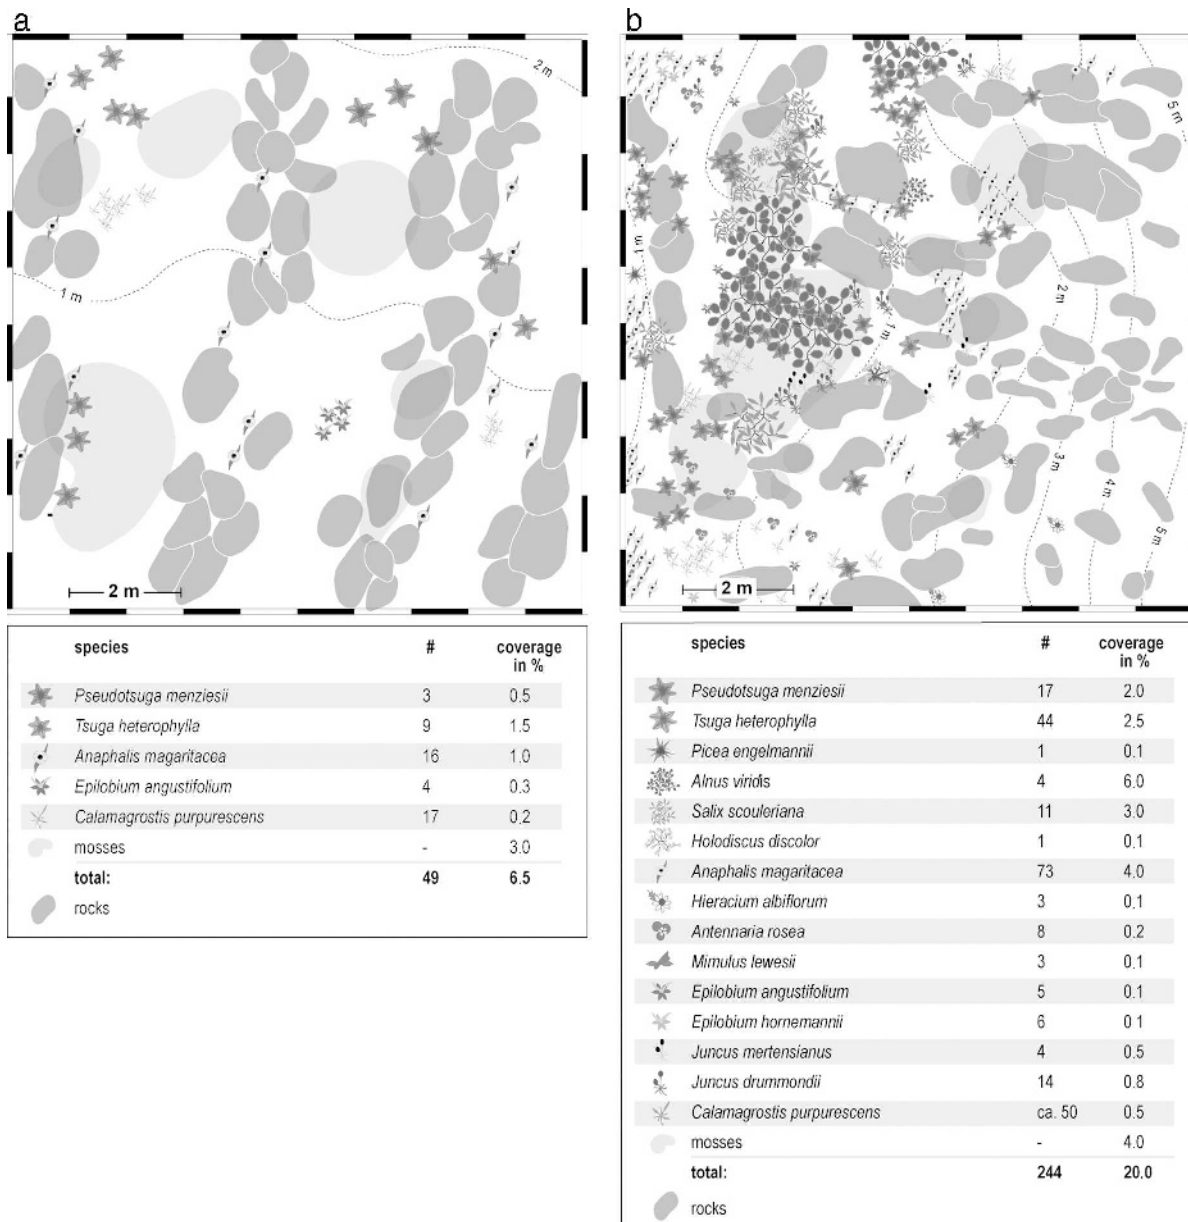 a
2 m
1 m
2 m
species # coverage in %
Pseudotsuga menziesii 3 0.5
Tsuga heterophylla 9 1.5
Anaphalis magaritacea 16 1.0
Epilobium angustifolium 4 0.3
Calamagrostis purpurescens 17 0.2
mosses - 3.0
total: 49 6.5
rocks
b
5 m
1 m
2 m
1 m
3 m
4 m
5 m
2 m
species # coverage in %
Pseudotsuga menziesii 17 2.0
Tsuga heterophylla 44 2.5
Picea engelmannii 1 0.1
Alnus viridis 4 6.0
Salix scouleriana 11 3.0
Holodiscus discolor 1 0.1
Anaphalis magaritacea 73 4.0
Hieracium albiflorum 3 0.1
Antennaria rosea 8 0.2
Mimulus lewesii 3 0.1
Epilobium angustifolium 5 0.1
Epilobium hornemannii 6 0 1
Juncus mertensianus 4 0.5
Juncus drummondii 14 0.8
Calamagrostis purpurescens ca. 50 0.5
mosses - 4.0
total: 244 20.0
rocks